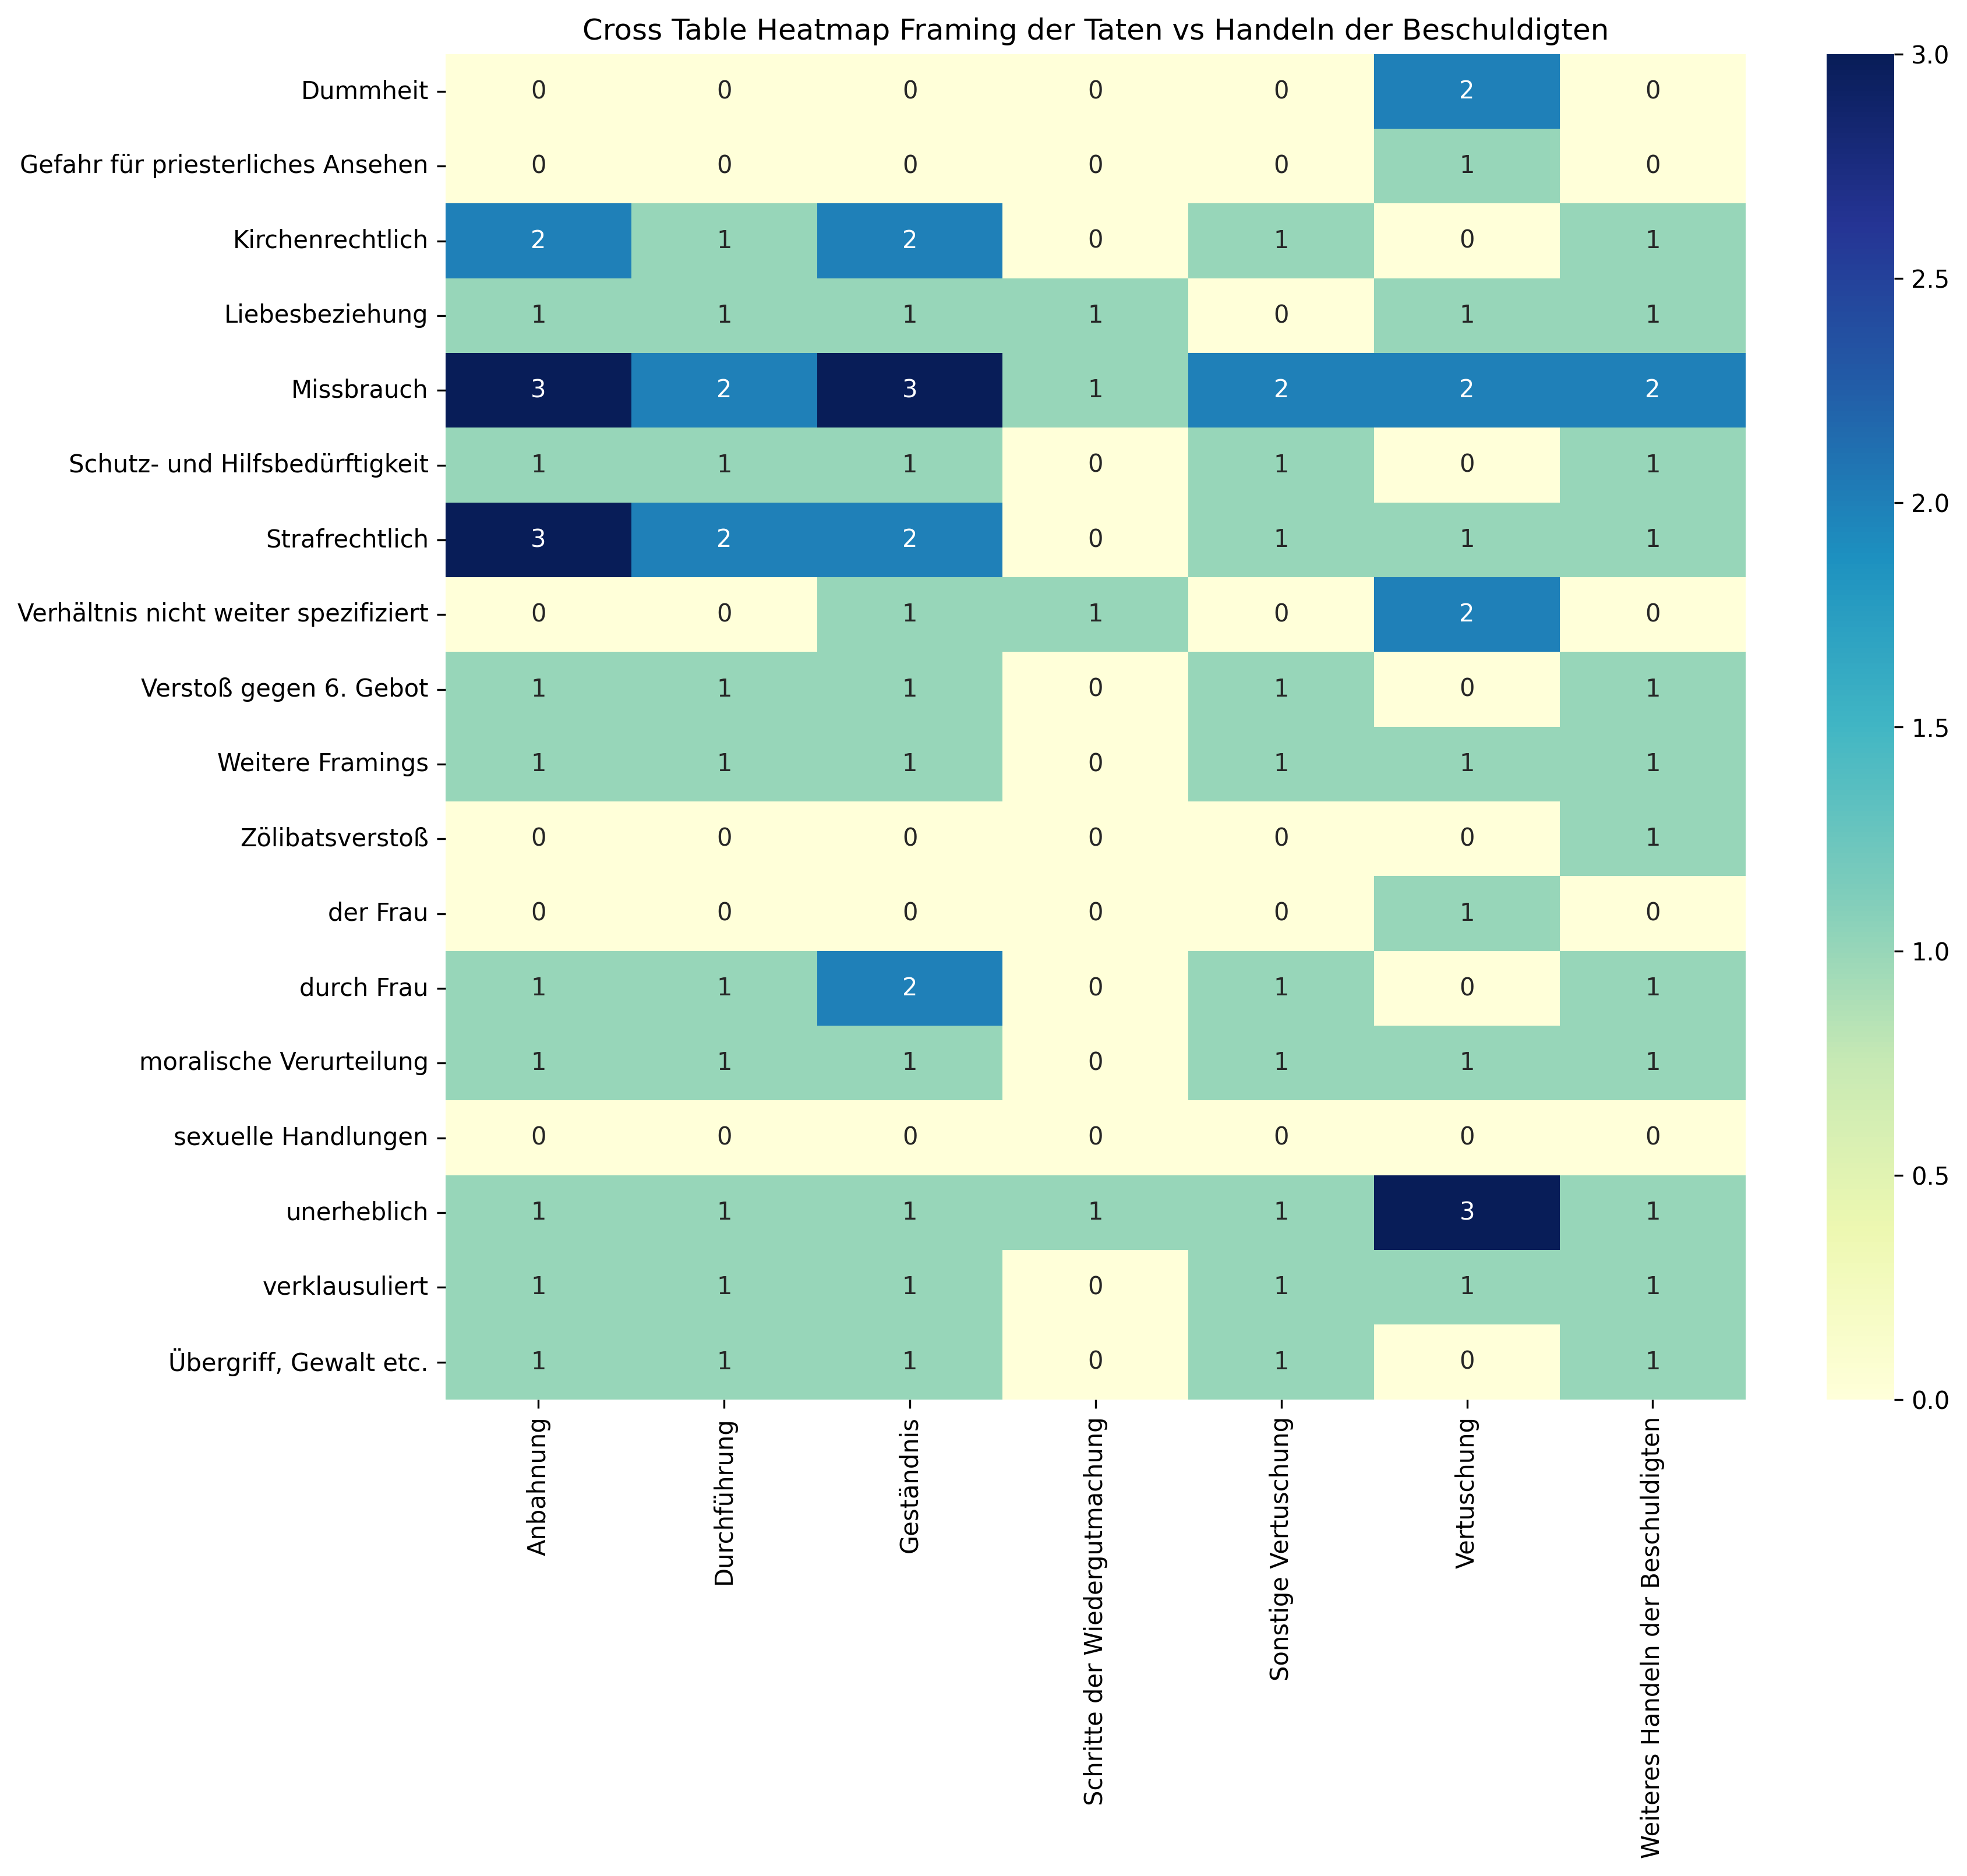 Cross Table Heatmap Framing der Taten vs Handeln der Beschuldigten
Dummheit 0 0 0 0 0 2 0
Gefahr für priesterliches Ansehen 0 0 0 0 0 1 0
Kirchenrechtlich 2 1 2 0 1 0 1
Liebesbeziehung 1 1 1 1 0 1 1
Missbrauch 3 2 3 1 2 2 2
Schutz- und Hilfsbedürftigkeit 1 1 1 0 1 0 1
Strafrechtlich 3 2 2 0 1 1 1
Verhältnis nicht weiter spezifiziert 0 0 1 1 0 2 0
Verstoß gegen 6. Gebot 1 1 1 0 1 0 1
Weitere Framings 1 1 1 0 1 1 1
Zölibatsverstoß 0 0 0 0 0 0 1
der Frau 0 0 0 0 0 1 0
durch Frau 1 1 2 0 1 0 1
moralische Verurteilung 1 1 1 0 1 1 1
sexuelle Handlungen 0 0 0 0 0 0 0
unerheblich 1 1 1 1 1 3 1
verklausuliert 1 1 1 0 1 1 1
Übergriff, Gewalt etc. 1 1 1 0 1 0 1
Anbahnung
Durchführung
Geständnis
Schritte der Wiedergutmachung
Sonstige Vertuschung
Vertuschung
Weiteres Handeln der Beschuldigten
3.0
2.5
2.0
1.5
1.0
0.5
0.0